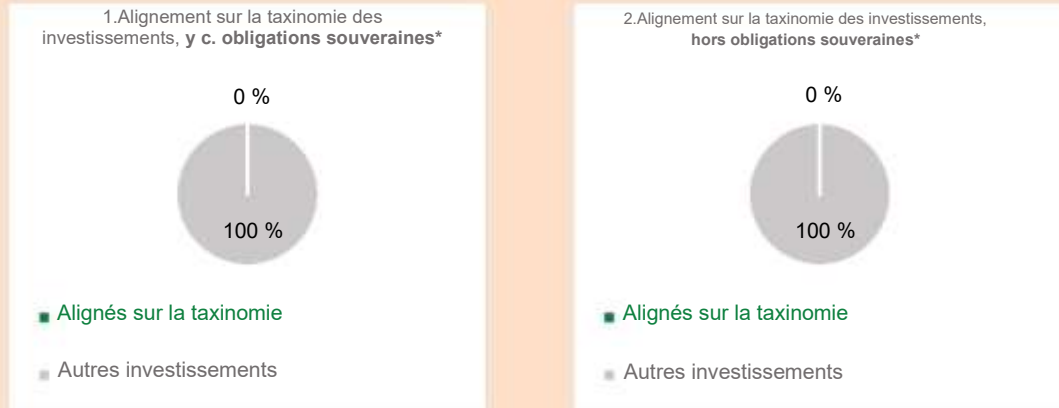 1.Alignement sur la taxinomie des
investissements, y c. obligations souveraines*
0 %
100 %
Alignés sur la taxinomie
Autres investissements
2.Alignement sur la taxinomie des investissements,
hors obligations souveraines*
0 %
100 %
Alignés sur la taxinomie
Autres investissements